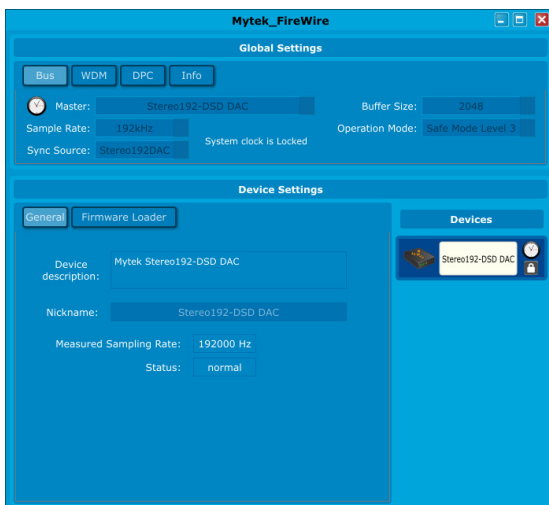 Mytek_FireWire
Global Settings
Bus WDM DPC Info
Master: Stereo192-DSD DAC Buffer Size: 2048
Sample Rate: 192kHz Operation Mode: Safe Mode Level 3
System clock is Locked
Sync Source: Stereo192DAC
Device Settings
General Firmware Loader
Devices
Device description: Mytek Stereo192-DSD DAC
Stereo192-DSD DAC
Nickname: Stereo192-DSD DAC
Measured Sampling Rate: 192000 Hz
Status: normal